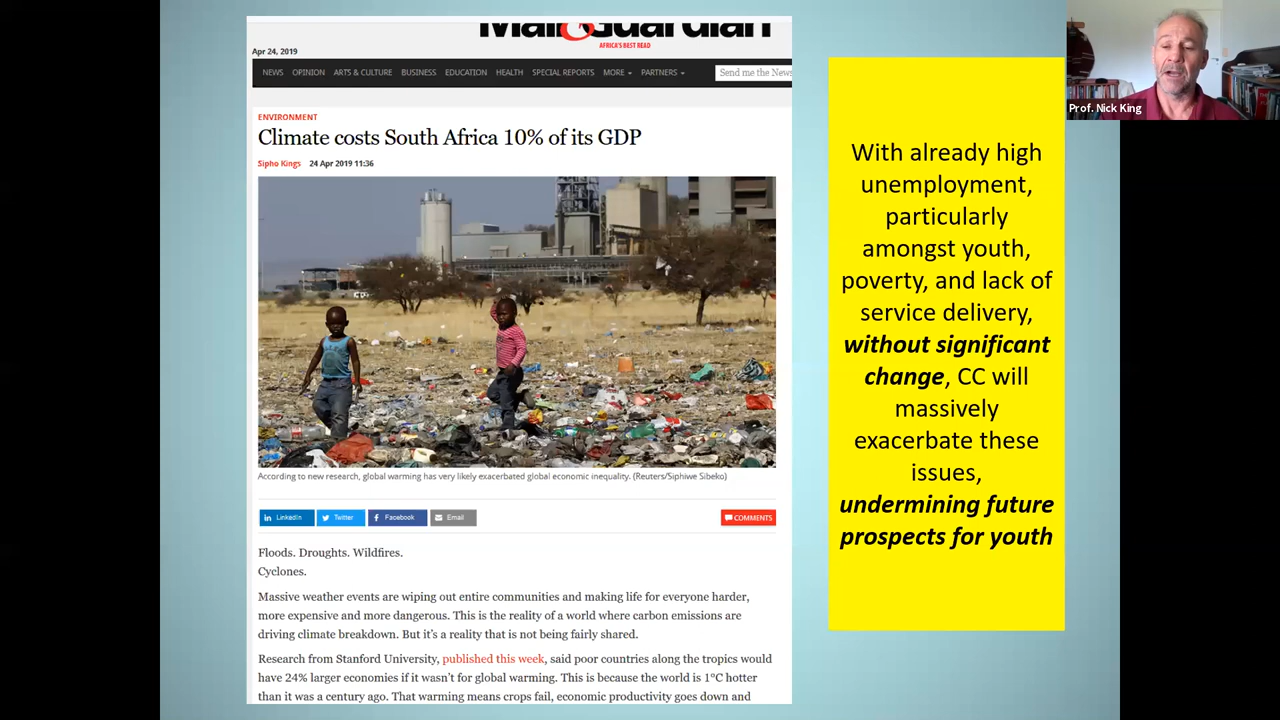 Mail&Guardian
AFRICA'S BEST READ
Apr 24, 2019
NEWS OPINION ARTS & CULTURE BUSINESS EDUCATION HEALTH SPECIAL REPORTS MORE PARTNERS Send me the News
ENVIRONMENT
Climate costs South Africa 10% of its GDP
Sipho Kings 24 Apr 2019 11:36
According to new research, global warming has very likely exacerbated global economic inequality. (Reuters/Siphiwe Sibeko)
LinkedIn Twitter Facebook Email COMMENTS
Floods. Droughts. Wildfires.
Cyclones.
Massive weather events are wiping out entire communities and making life for everyone harder,
more expensive and more dangerous. This is the reality of a world where carbon emissions are
driving climate breakdown. But it's a reality that is not being fairly shared.
Research from Stanford University, published this week, said poor countries along the tropics would
have 24% larger economies if it wasn't for global warming. This is because the world is 1°C hotter
than it was a century ago. That warming means crops fail, economic productivity goes down and
With already high
unemployment,
particularly
amongst youth,
poverty, and lack of
service delivery,
without significant
change, CC will
massively
exacerbate these
issues,
undermining future
prospects for youth
Prof. Nick King